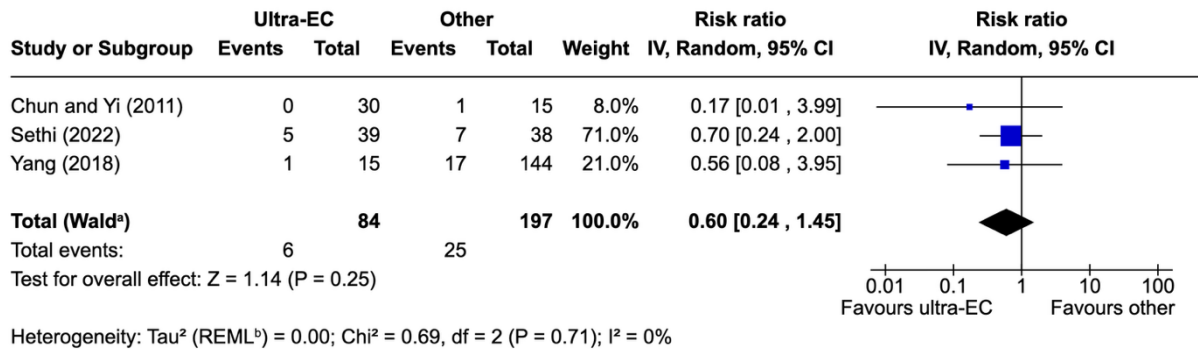 Ultra-EC Other Risk ratio Risk ratio
Study or Subgroup Events Total Events Total Weight IV, Random, 95% CI IV, Random, 95% CI
Chun and Yi (2011) 0 30 1 15 8.0% 0.17 [0.01 , 3.99]
Sethi (2022) 5 39 7 38 71.0% 0.70 [0.24 , 2.00]
Yang (2018) 1 15 17 144 21.0% 0.56 [0.08 , 3.95]
Total (Waldᵃ) 84 197 100.0% 0.60 [0.24 , 1.45]
Total events: 6 25
Test for overall effect: Z = 1.14 (P = 0.25)
0.01 0.1 1 10 100
Favours ultra-EC Favours other
Heterogeneity: Tau² (REMLᵇ) = 0.00; Chi² = 0.69, df = 2 (P = 0.71); I² = 0%